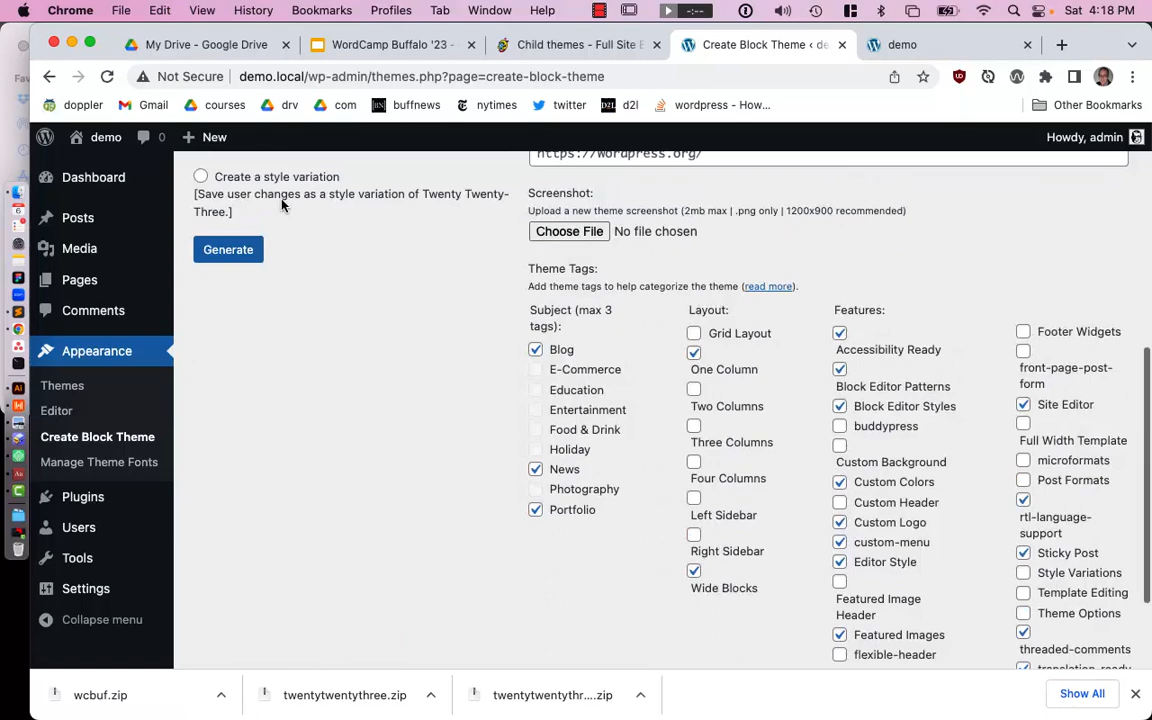 Chrome File Edit View History Bookmarks Profiles Tab Window Help -:-- Sat 4:18 PM
My Drive - Google Drive WordCamp Buffalo '23 - Child themes - Full Site E Create Block Theme ‹ de demo
Not Secure demo.local/wp-admin/themes.php?page=create-block-theme
doppler Gmail courses drv com buffnews nytimes twitter d2l wordpress - How... Other Bookmarks
demo 0 New Howdy, admin
https://wordpress.org/
Dashboard
Posts
Media
Pages
Comments
Appearance
Themes
Editor
Create Block Theme
Manage Theme Fonts
Plugins
Users
Tools
Settings
Collapse menu
Create a style variation
[Save user changes as a style variation of Twenty Twenty-
Three.]
Generate
Screenshot:
Upload a new theme screenshot (2mb max | .png only | 1200x900 recommended)
Choose File No file chosen
Theme Tags:
Add theme tags to help categorize the theme (read more).
Subject (max 3
tags):
Blog
E-Commerce
Education
Entertainment
Food & Drink
Holiday
News
Photography
Portfolio
Layout:
Grid Layout
One Column
Two Columns
Three Columns
Four Columns
Left Sidebar
Right Sidebar
Wide Blocks
Features:
Accessibility Ready
Block Editor Patterns
Block Editor Styles
buddypress
Custom Background
Custom Colors
Custom Header
Custom Logo
custom-menu
Editor Style
Featured Image
Header
Featured Images
flexible-header
Footer Widgets
front-page-post-
form
Site Editor
Full Width Template
microformats
Post Formats
rtl-language-
support
Sticky Post
Style Variations
Template Editing
Theme Options
threaded-comments
translation-ready
wcbuf.zip twentytwentythree.zip twentytwentythr....zip Show All